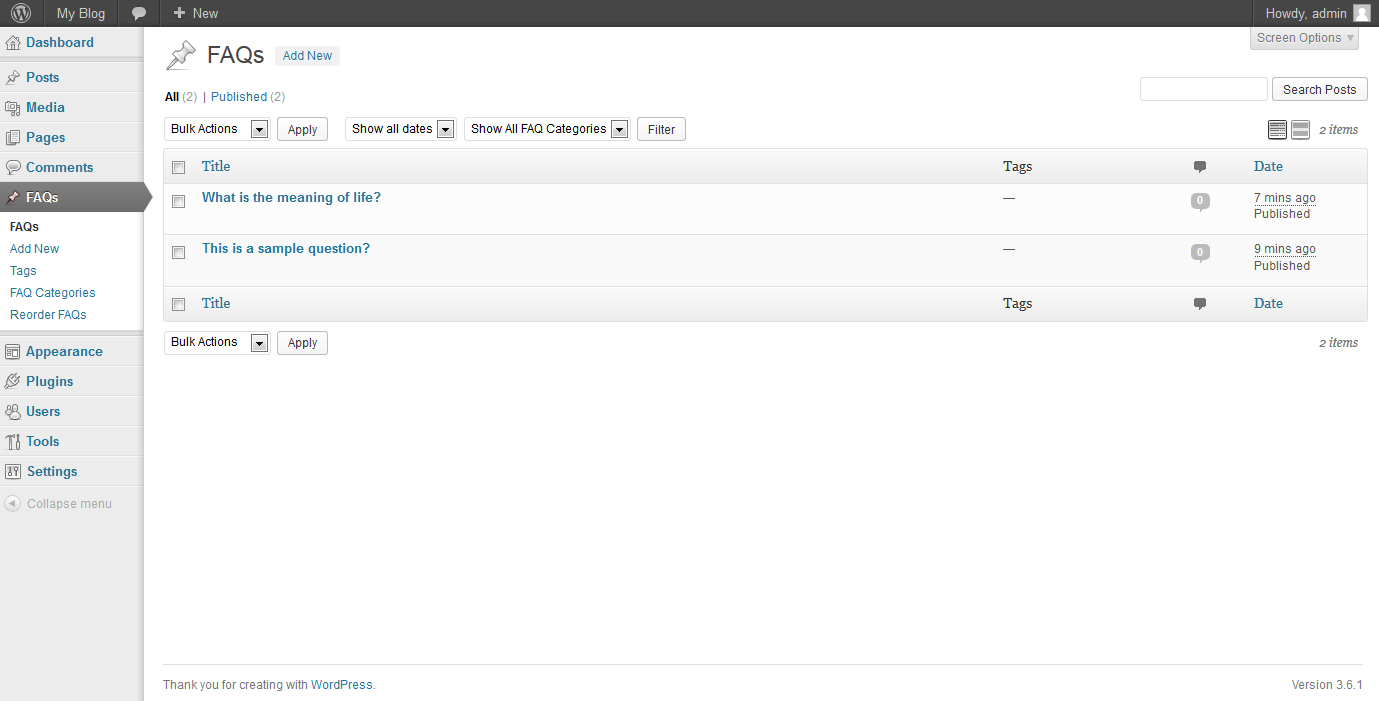 My Blog New Howdy, admin
Dashboard
Posts
Media
Pages
Comments
FAQs
FAQs
Add New
Tags
FAQ Categories
Reorder FAQs
Appearance
Plugins
Users
Tools
Settings
Collapse menu
Screen Options
FAQs Add New
All (2) | Published (2)
Search Posts
Bulk Actions Apply Show all dates Show All FAQ Categories Filter 2 items
Title Tags Date
What is the meaning of life? — 0 7 mins ago
Published
This is a sample question? — 0 9 mins ago
Published
Title Tags Date
Bulk Actions Apply 2 items
Thank you for creating with WordPress. Version 3.6.1